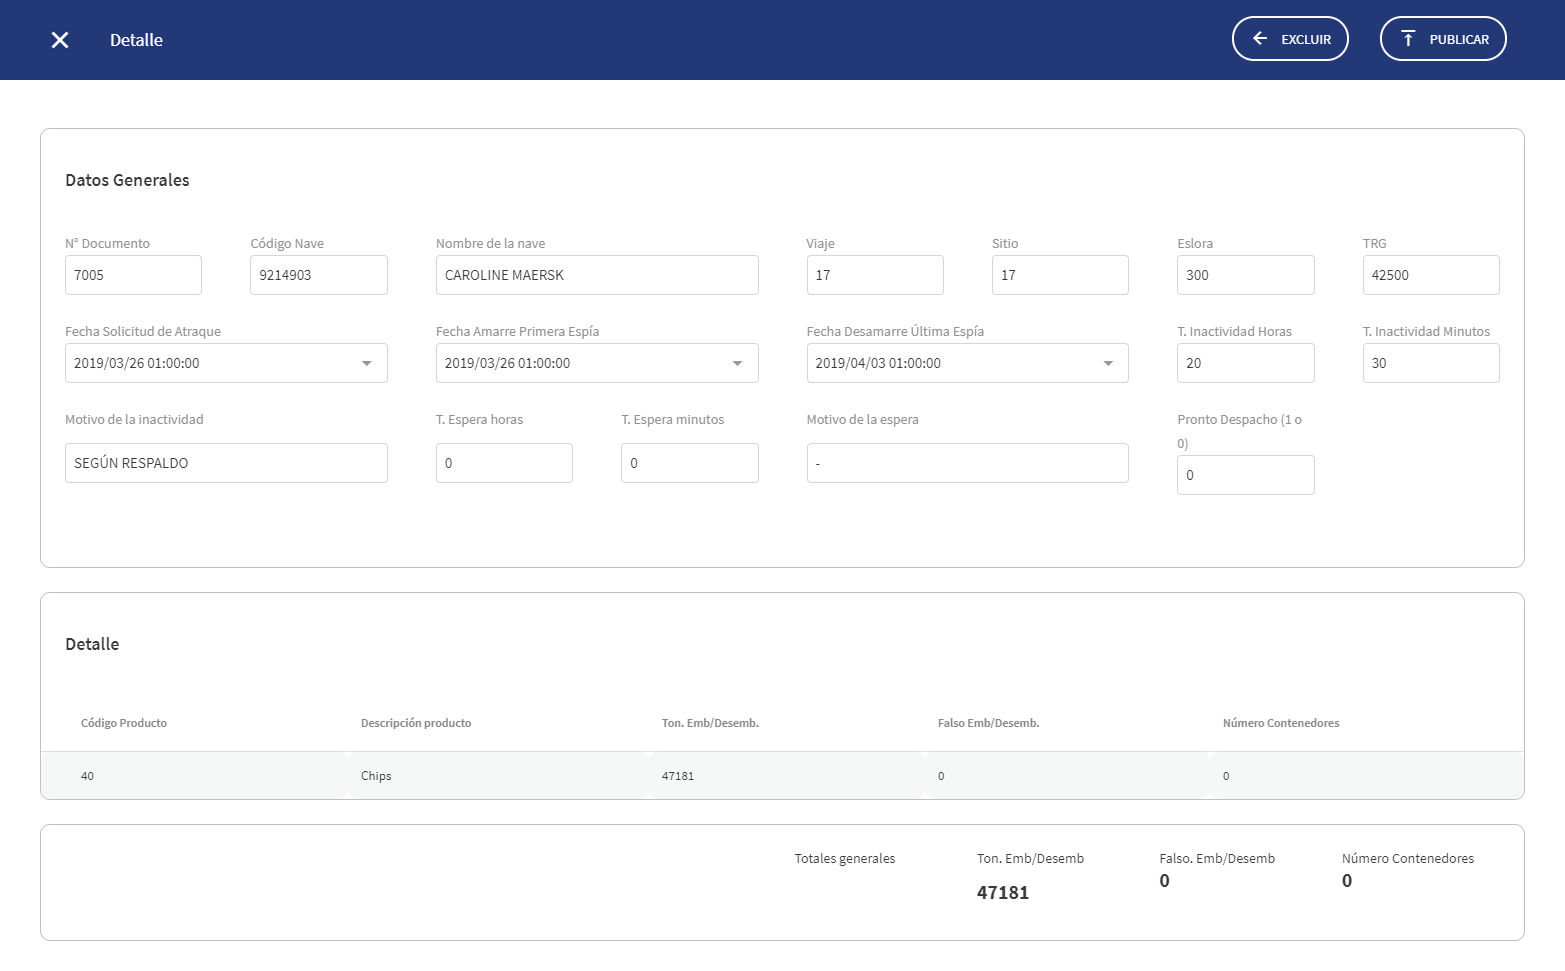 Detalle
EXCLUIR
PUBLICAR
Datos Generales
N° Documento Código Nave Nombre de la nave Viaje Sitio Eslora TRG
7005 9214903 CAROLINE MAERSK 17 17 300 42500
Fecha Solicitud de Atraque Fecha Amarre Primera Espía Fecha Desamarre Última Espía T. Inactividad Horas T. Inactividad Minutos
2019/03/26 01:00:00 2019/03/26 01:00:00 2019/04/03 01:00:00 20 30
Motivo de la inactividad T. Espera horas T. Espera minutos Motivo de la espera Pronto Despacho (1 o
0)
SEGÚN RESPALDO 0 0 - 0
Detalle
Código Producto Descripción producto Ton. Emb/Desemb. Falso Emb/Desemb. Número Contenedores
40 Chips 47181 0 0
Totales generales Ton. Emb/Desemb Falso. Emb/Desemb Número Contenedores
47181 0 0